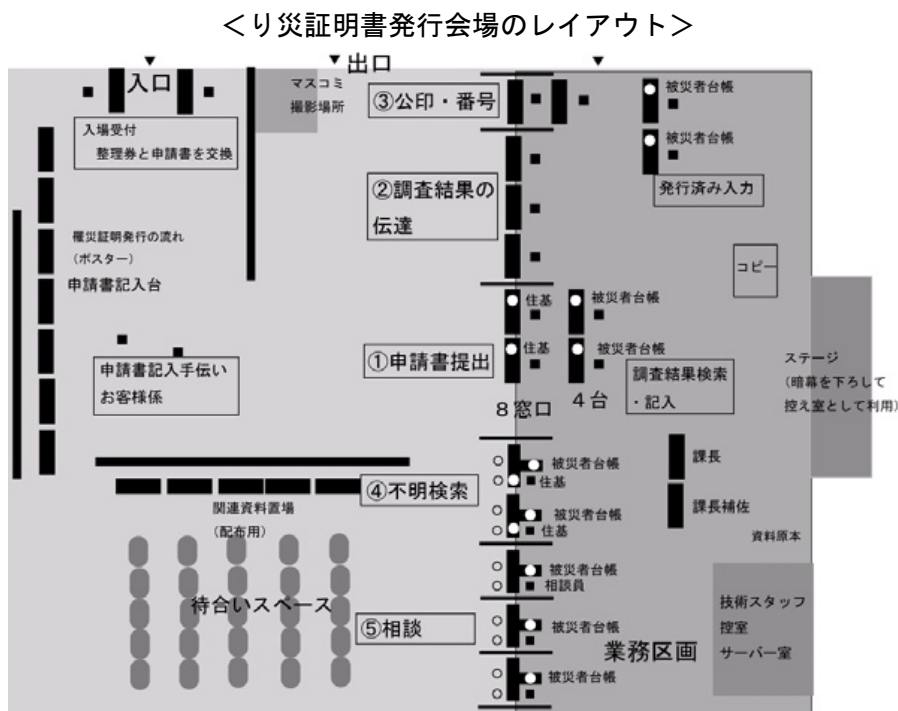 ＜り災証明書発行会場のレイアウト＞
▼ ▼出口 ▼
入口
マスコミ
撮影場所
③公印・番号
被災者台帳
入場受付
整理券と申請書を交換
被災者台帳
②調査結果の
伝達
発行済み入力
罹災証明発行の流れ
（ポスター）
申請書記入台
コピー
住基
被災者台帳
①申請書提出
住基
被災者台帳
申請書記入手伝い
お客様係
調査結果検索
・記入
8窓口
4台
ステージ
（暗幕を下ろして
控え室として利用）
被災者台帳
住基
課長
④不明検索
関連資料置場
（配布用）
被災者台帳
住基
課長補佐
資料原本
被災者台帳
相談員
待合いスペース
⑤相談
被災者台帳
業務区画
技術スタッフ
控室
サーバー室
被災者台帳